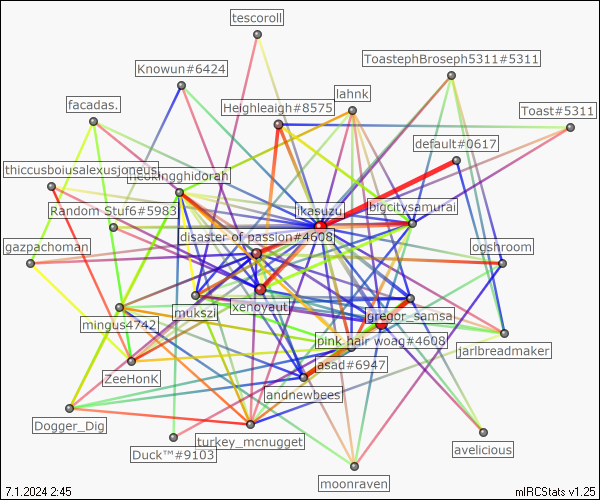 tescoroll
ToastephBroseph5311#5311
Knowun#6424
facadas.
Heighleaigh#8575
lahnk
Toast#5311
default#0617
thiccusboiusalexusjoneus
neokingghidorah
Random Stuf6#5983
ikasuzu
bigcitysamurai
disaster of passion#4608
gazpachoman
ogshroom
mukszi
xenoyauti
gregor_samsa
mingus4742
pink hair woag#4608
jarlbreadmaker
ZeeHonk
asad#6947
andnewbees
Dogger_Dig
turkey_mcnugget
avelicious
Duck™#9103
moonraven
7.1.2024 2:45
mIRCStats v1.25